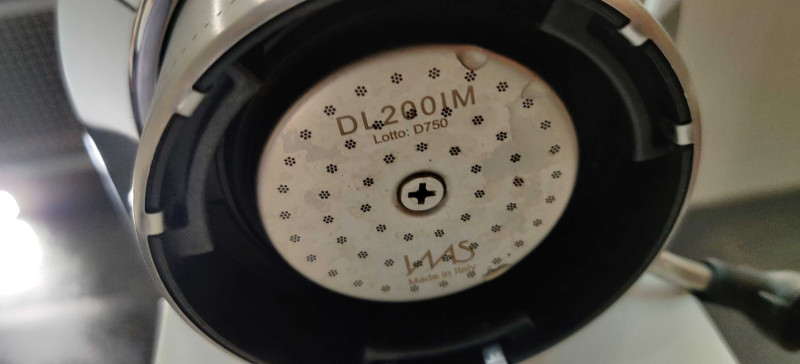 DL200IM
Lotto: D750
IMS
Made in Italy